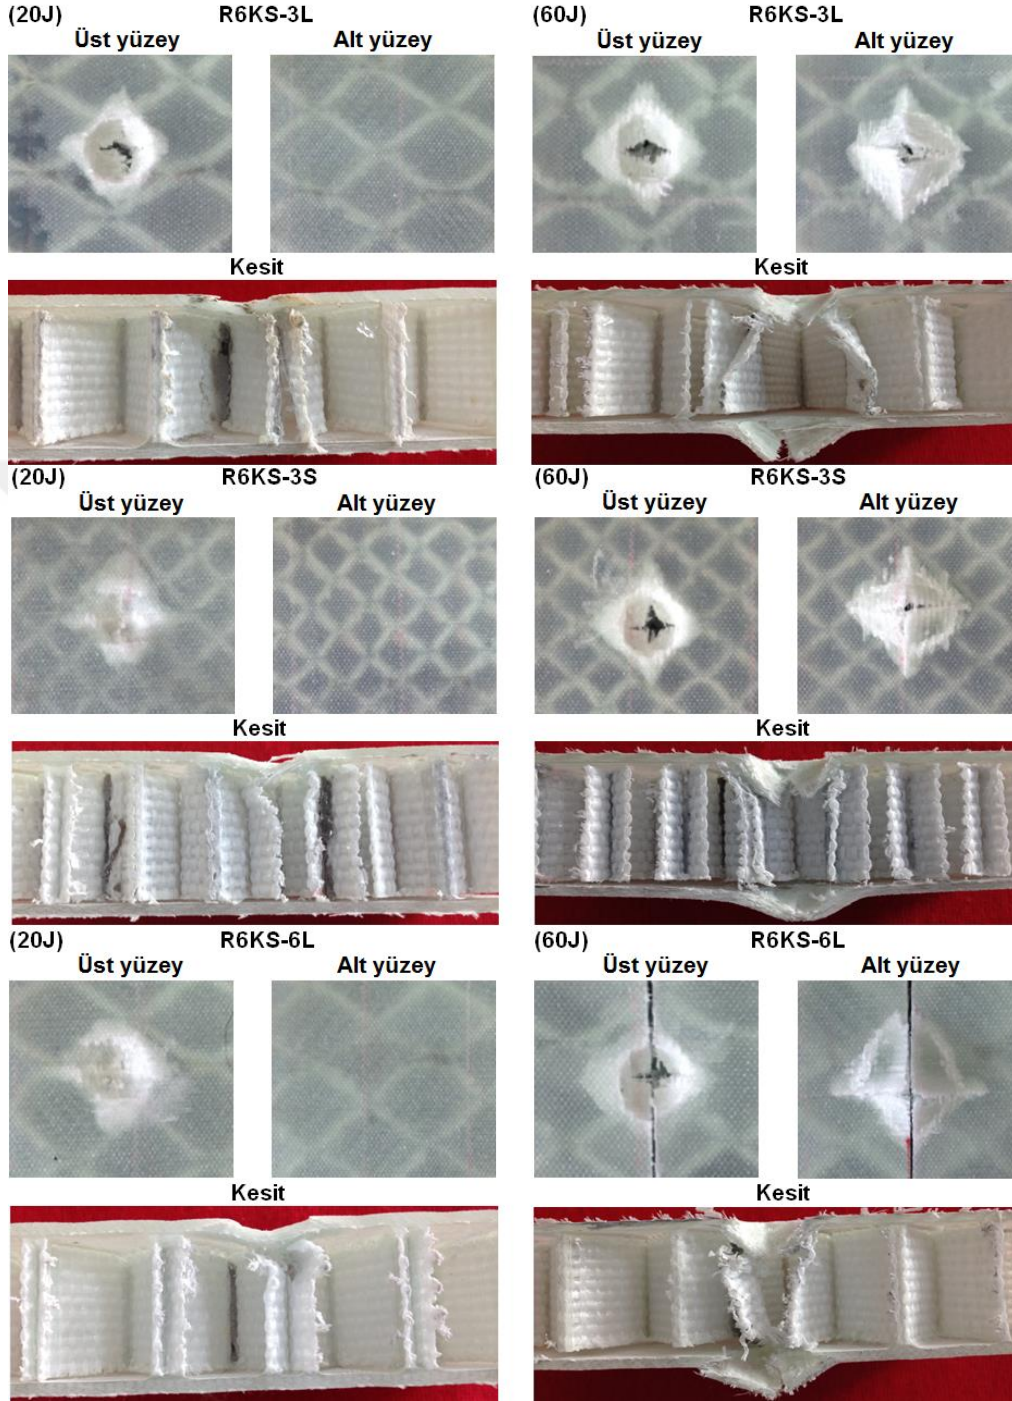 (20J) R6KS-3L (60J) R6KS-3L
Üst yüzey Alt yüzey Üst yüzey Alt yüzey
Kesit Kesit
(20J) R6KS-3S (60J) R6KS-3S
Üst yüzey Alt yüzey Üst yüzey Alt yüzey
Kesit Kesit
(20J) R6KS-6L (60J) R6KS-6L
Üst yüzey Alt yüzey Üst yüzey Alt yüzey
Kesit Kesit